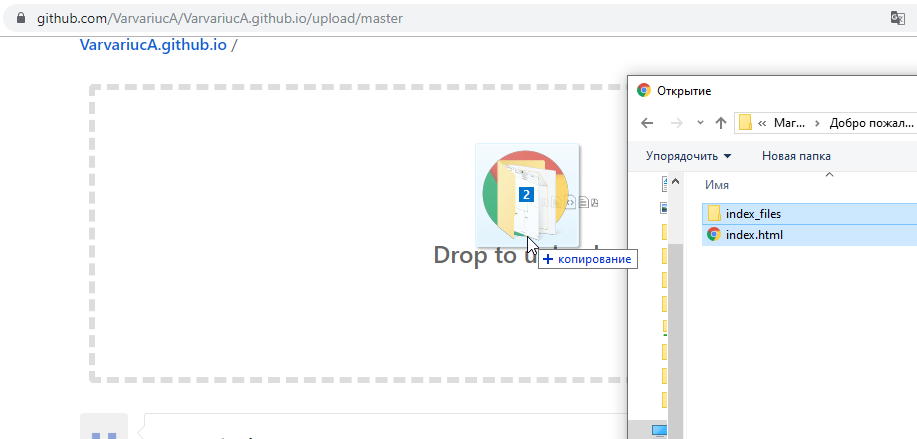 github.com/VarvariucA/VarvariucA.github.io/upload/master
VarvariucA.github.io /
Открытие
« Маг... › Добро пожал...
Упорядочить Новая папка
Имя
index_files
index.html
2
Drop to
копирование